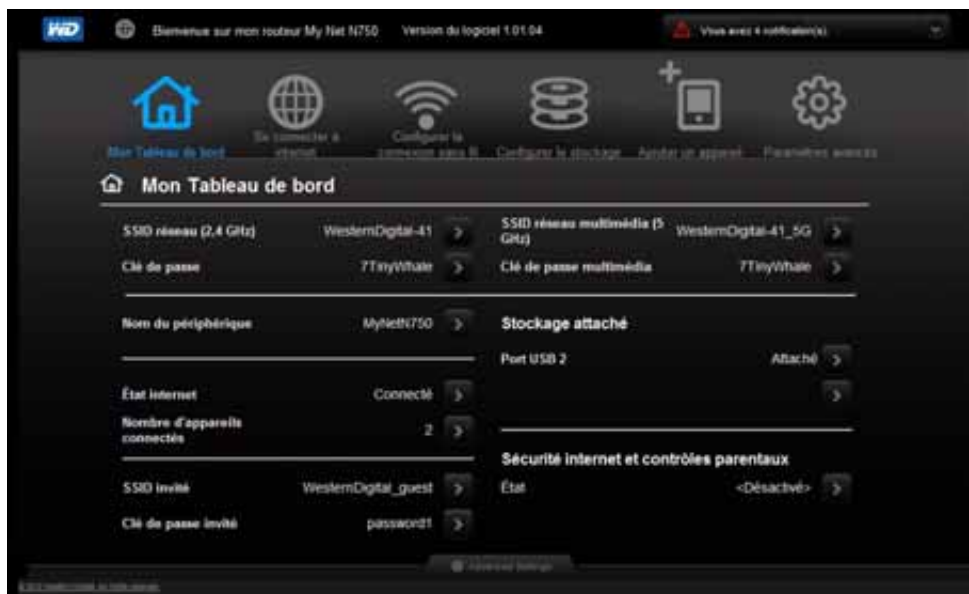 WD
Bienvenue sur mon routeur My Net N750
Version du logiciel 1.01.04
Vous avez 4 notification(s)
Mon Tableau de bord
Se connecter à
internet
Configurer la
connexion sans fil
Configurer le stockage
Ajouter un appareil
Paramètres avancés
Mon Tableau de bord
SSID réseau (2,4 GHz)
WesternDigital-41
SSID réseau multimédia (5
GHz)
WesternDigital-41_5G
Clé de passe
7TinyWhale
Clé de passe multimédia
7TinyWhale
Nom du périphérique
MyNetN750
Stockage attaché
Port USB 2
Attaché
État internet
Connecté
Nombre d'appareils
connectés
2
Sécurité internet et contrôles parentaux
SSID invité
WesternDigital_guest
État
<Désactivé>
Clé de passe invité
password1
Advanced Settings